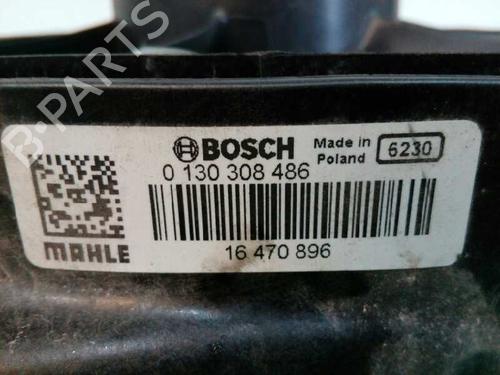 B-PARTS
BOSCH
Made in
Poland
6230
0 130 308 486
MAHLE
16 470 896